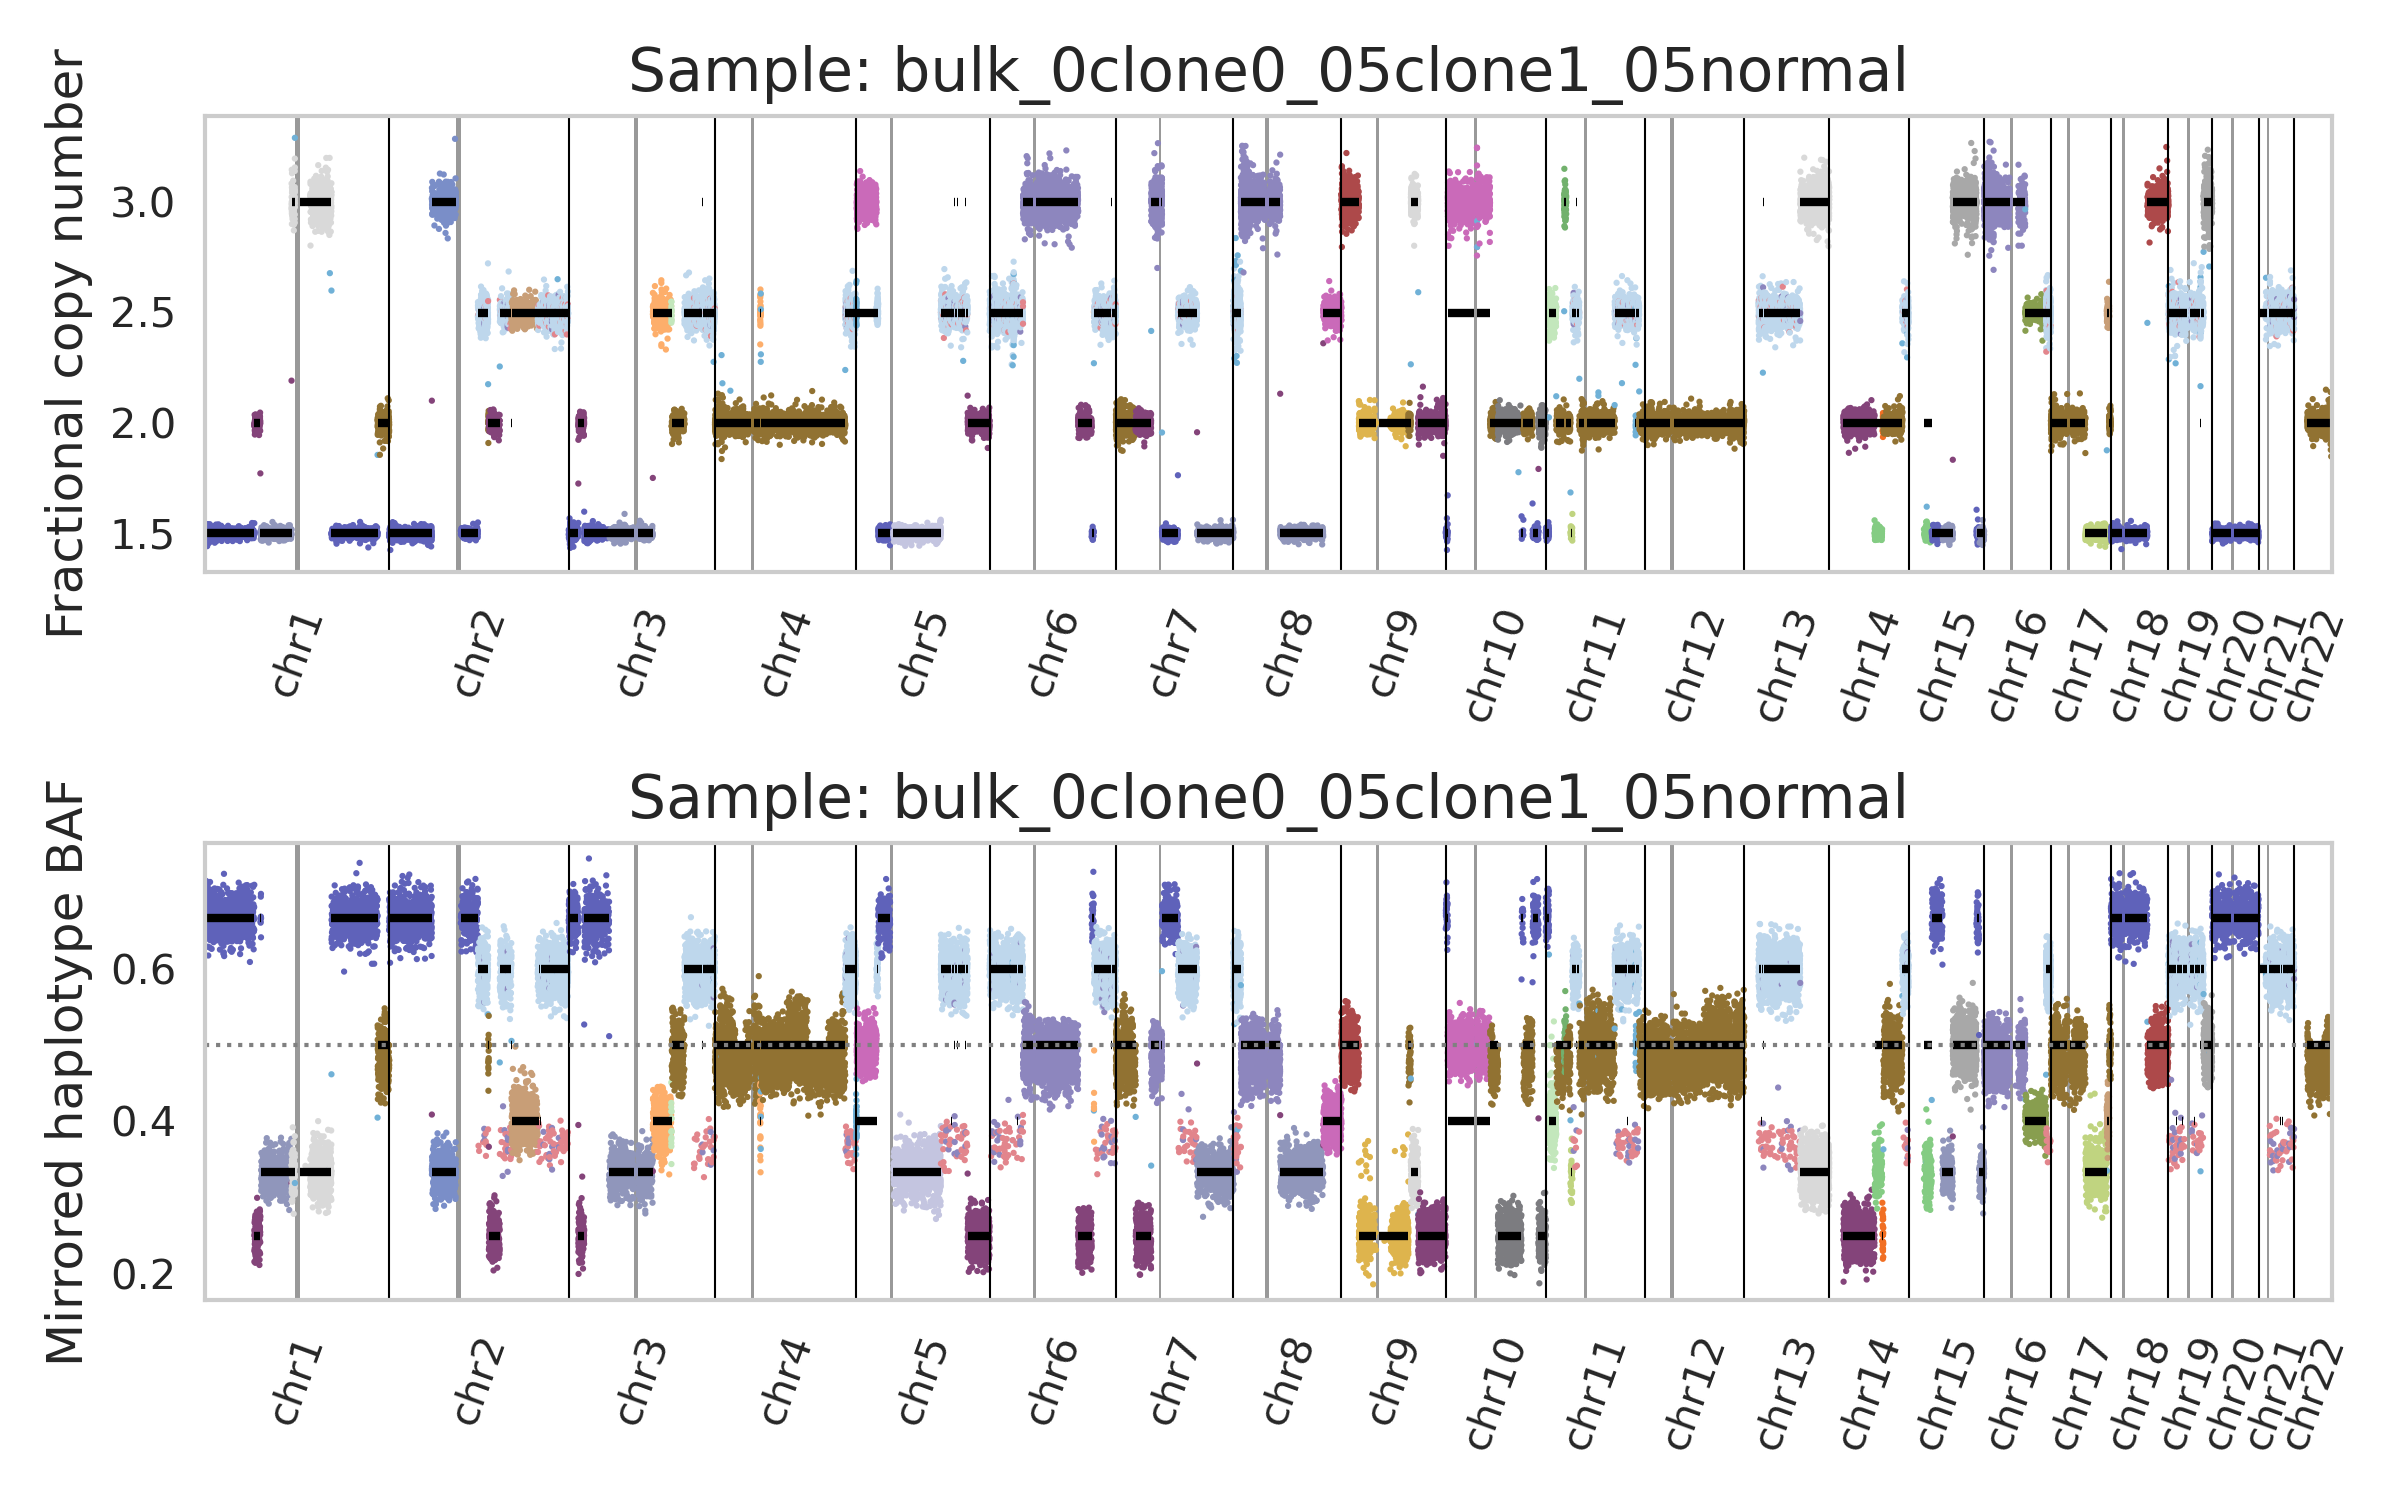 Sample: bulk_0clone0_05clone1_05normal
Fractional copy number
3.0
2.5
2.0
1.5
chr1 chr2 chr3 chr4 chr5 chr6 chr7 chr8 chr9 chr10 chr11 chr12 chr13 chr14 chr15 chr16 chr17 chr18 chr19 chr20 chr21 chr22
Sample: bulk_0clone0_05clone1_05normal
Mirrored haplotype BAF
0.6
0.4
0.2
chr1 chr2 chr3 chr4 chr5 chr6 chr7 chr8 chr9 chr10 chr11 chr12 chr13 chr14 chr15 chr16 chr17 chr18 chr19 chr20 chr21 chr22